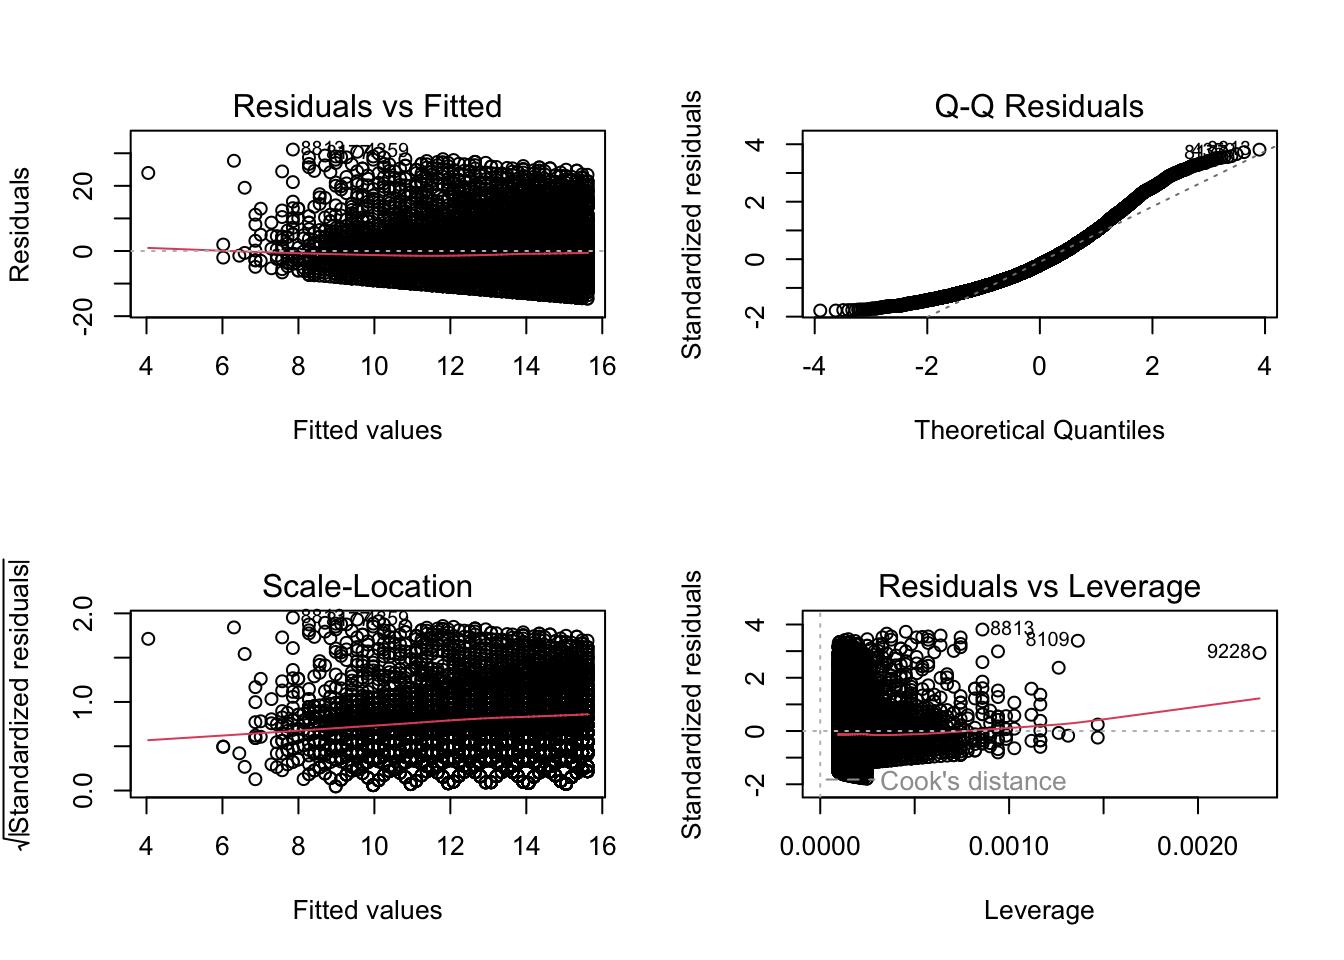 Residuals vs Fitted
Residuals
20
0
-20
8813
4359
4 6 8 10 12 14 16
Fitted values
Q-Q Residuals
Standardized residuals
4
2
0
-2
-4 -2 0 2 4
Theoretical Quantiles
Scale-Location
√|Standardized residuals|
2.0
1.0
0.0
4 6 8 10 12 14 16
Fitted values
Residuals vs Leverage
Standardized residuals
4
2
0
-2
8813
8109
9228
Cook's distance
0.0000 0.0010 0.0020
Leverage